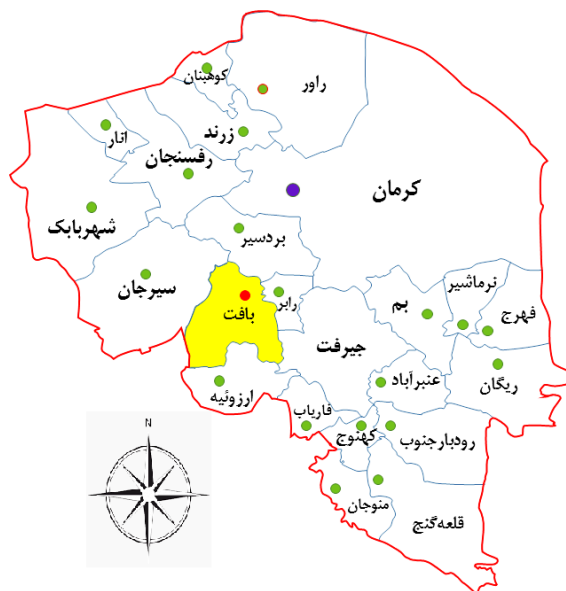 کوهبنان
راور
انار
زرند
رفسنجان
کرمان
شهربابک
بردسیر
سیرجان
نرماشیر
رابر
بافت
بم
فهرج
جیرفت
ریگان
عنبرآباد
ارزوئیه
فاریاب
کهنوج
رودبارجنوب
منوجان
قلعه‌گنج
N